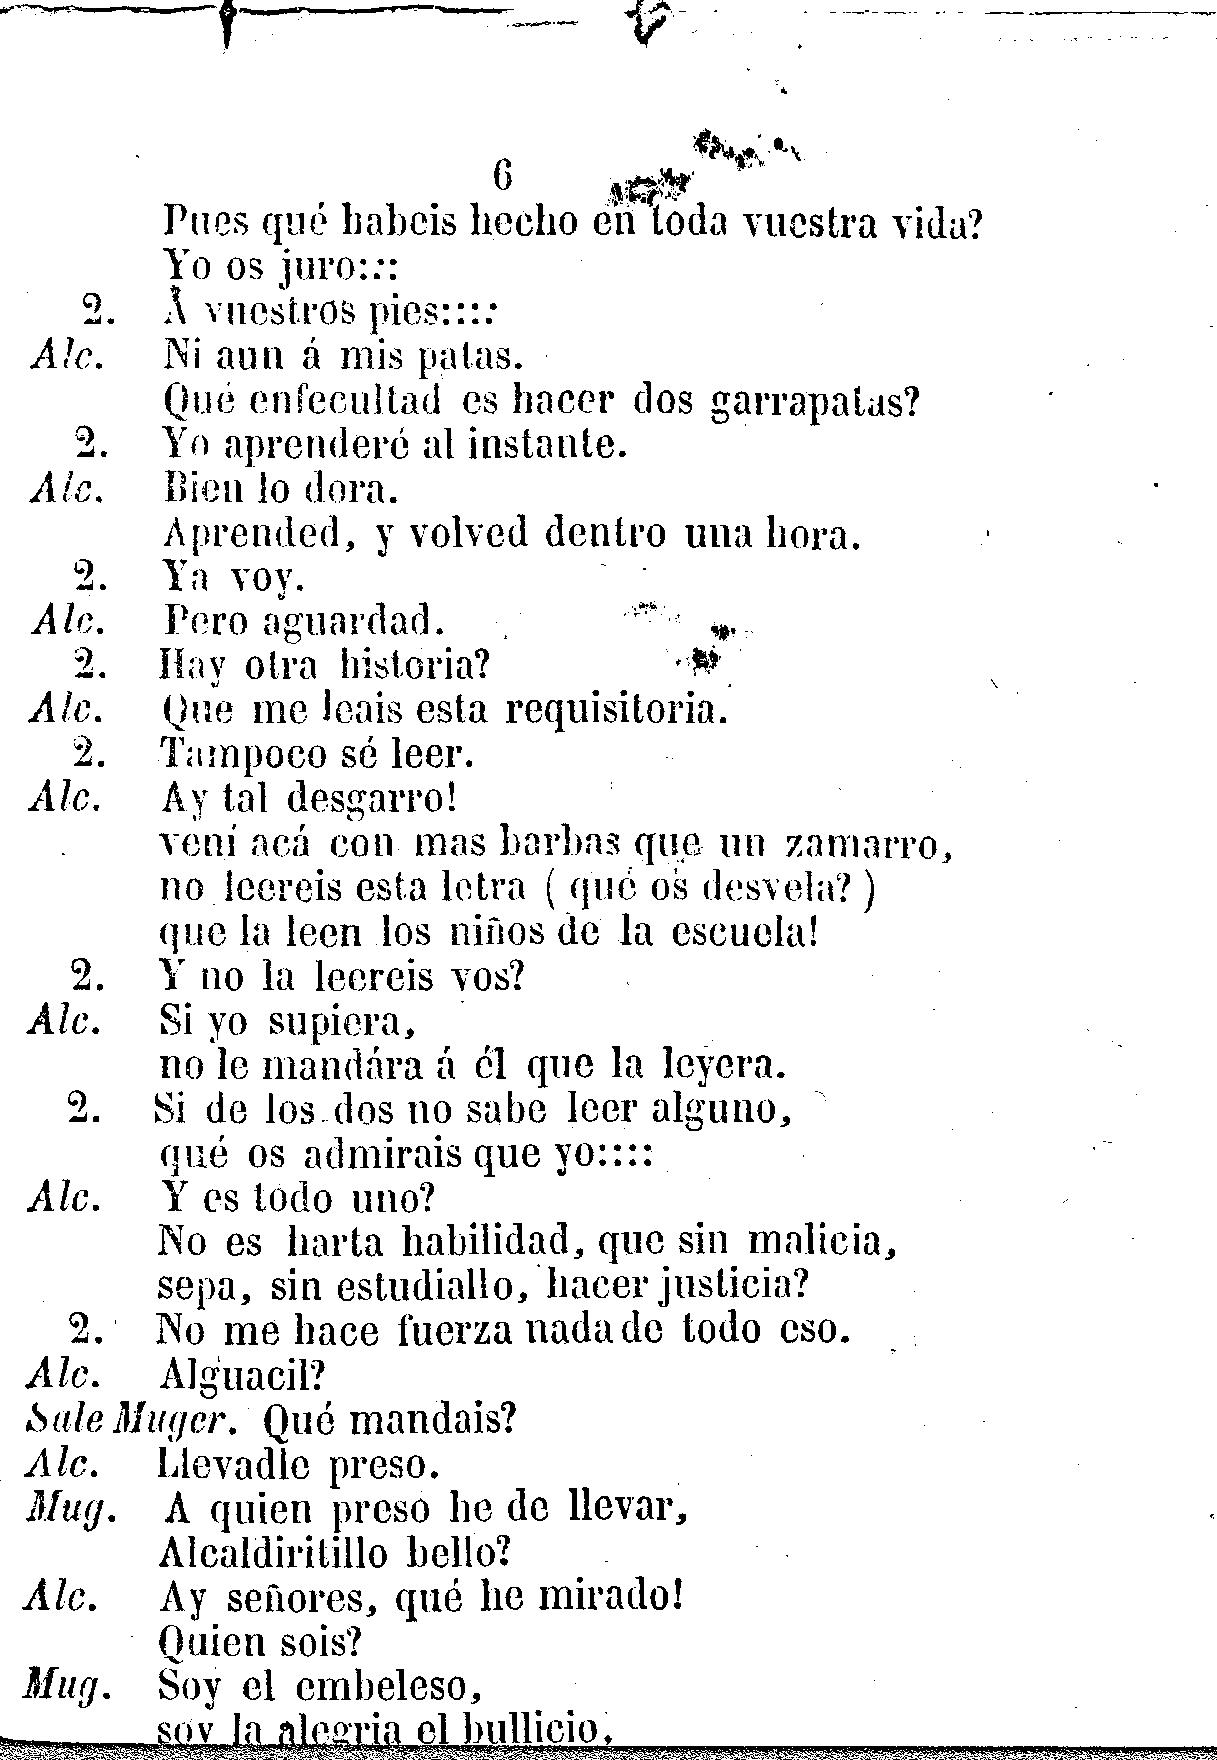 6
Pues qué habeis hecho en toda vuestra vida?
Yo os juro::::
2. Á vuestros pies::::
Alc. Ni aun á mis patas.
Qué enfecultad es hacer dos garrapatas?
2. Yo aprenderé al instante.
Alc. Bien lo dora.
Aprended, y volved dentro una hora.
2. Ya voy.
Alc. Pero aguardad.
2. Hay otra historia?
Alc. Que me leais esta requisitoria.
2. Tampoco sé leer.
Alc. Ay tal desgarro!
vení acá con mas barbas que un zamarro,
no leereis esta letra ( qué os desvela? )
que la leen los niños de la escuela!
2. Y no la leereis vos?
Alc. Si yo supiera,
no le mandára á él que la leyera.
2. Si de los dos no sabe leer alguno,
qué os admirais que yo::::
Alc. Y es todo uno?
No es harta habilidad, que sin malicia,
sepa, sin estudiallo, hacer justicia?
2. No me hace fuerza nada de todo eso.
Alc. Alguacil?
Sale Muger. Qué mandais?
Alc. Llevadle preso.
Mug. A quien preso he de llevar,
Alcaldiritillo bello?
Alc. Ay señores, qué he mirado!
Quien sois?
Mug. Soy el embeleso,
soy la alegria el bullicio,